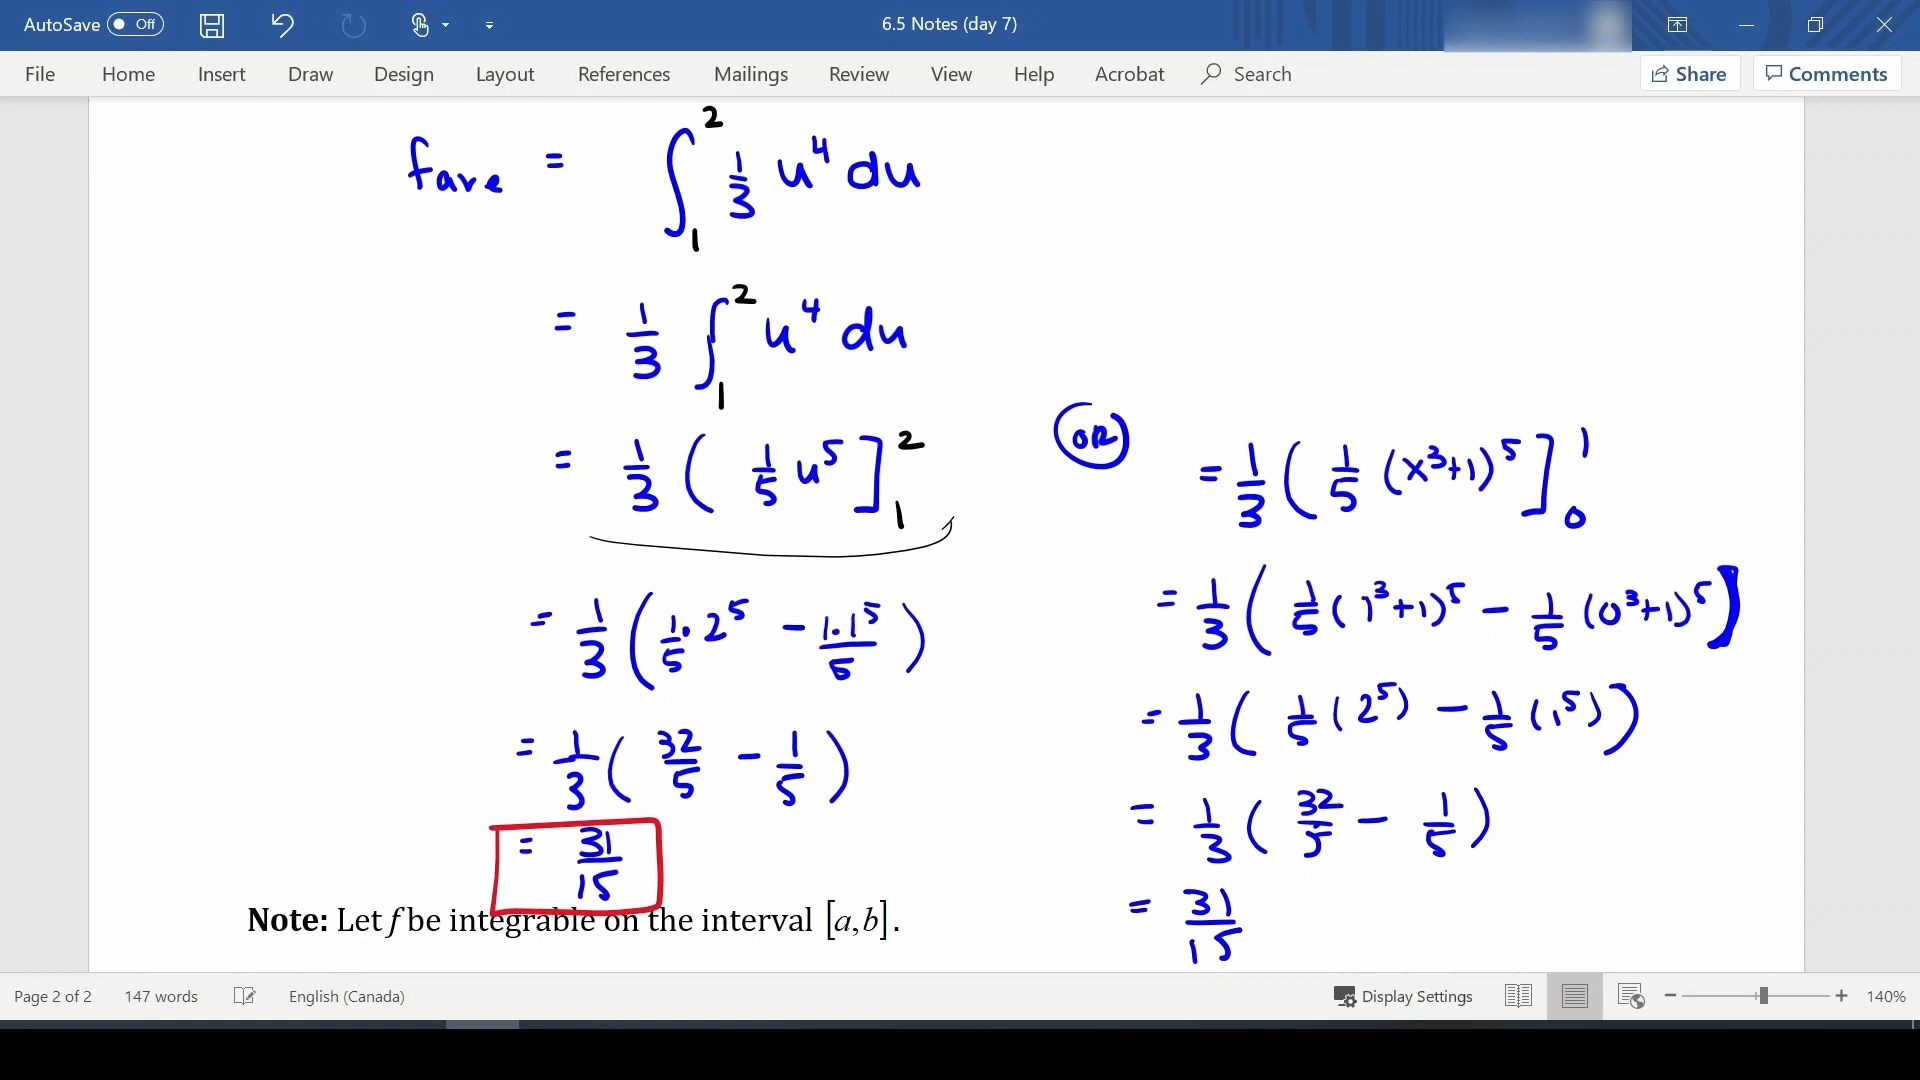 AutoSave Off 6.5 Notes (day 7)
File Home Insert Draw Design Layout References Mailings Review View Help Acrobat Search Share Comments
fave = ∫₁² 1/3 u⁴ du
= 1/3 ∫₁² u⁴ du
= 1/3 ( 1/5 u⁵ ]₁²
= 1/3 ( 1/5 · 2⁵ − 1·1⁵/5 )
= 1/3 ( 32/5 − 1/5 )
= 31/15
OR
= 1/3 ( 1/5 (x³+1)⁵ ]₀¹
= 1/3 ( 1/5 (1³+1)⁵ − 1/5 (0³+1)⁵ )
= 1/3 ( 1/5 (2⁵) − 1/5 (1⁵) )
= 1/3 ( 32/5 − 1/5 )
= 31/15
Note: Let f be integrable on the interval [a,b].
Page 2 of 2 147 words English (Canada) Display Settings 140%